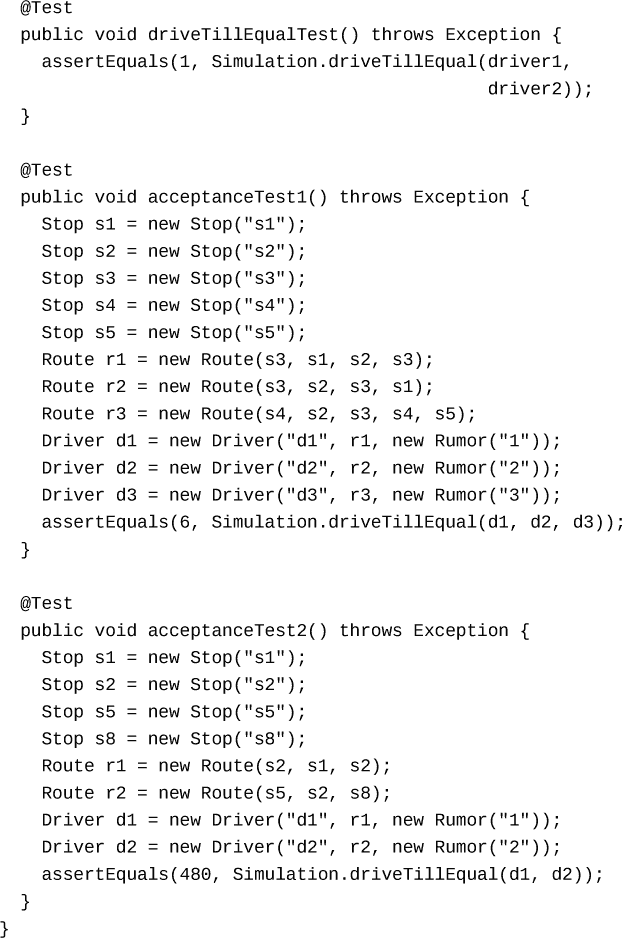 @Test
public void driveTillEqualTest() throws Exception {
assertEquals(1, Simulation.driveTillEqual(driver1,
driver2));
}
@Test
public void acceptanceTest1() throws Exception {
Stop s1 = new Stop("s1");
Stop s2 = new Stop("s2");
Stop s3 = new Stop("s3");
Stop s4 = new Stop("s4");
Stop s5 = new Stop("s5");
Route r1 = new Route(s3, s1, s2, s3);
Route r2 = new Route(s3, s2, s3, s1);
Route r3 = new Route(s4, s2, s3, s4, s5);
Driver d1 = new Driver("d1", r1, new Rumor("1"));
Driver d2 = new Driver("d2", r2, new Rumor("2"));
Driver d3 = new Driver("d3", r3, new Rumor("3"));
assertEquals(6, Simulation.driveTillEqual(d1, d2, d3));
}
@Test
public void acceptanceTest2() throws Exception {
Stop s1 = new Stop("s1");
Stop s2 = new Stop("s2");
Stop s5 = new Stop("s5");
Stop s8 = new Stop("s8");
Route r1 = new Route(s2, s1, s2);
Route r2 = new Route(s5, s2, s8);
Driver d1 = new Driver("d1", r1, new Rumor("1"));
Driver d2 = new Driver("d2", r2, new Rumor("2"));
assertEquals(480, Simulation.driveTillEqual(d1, d2));
}
}